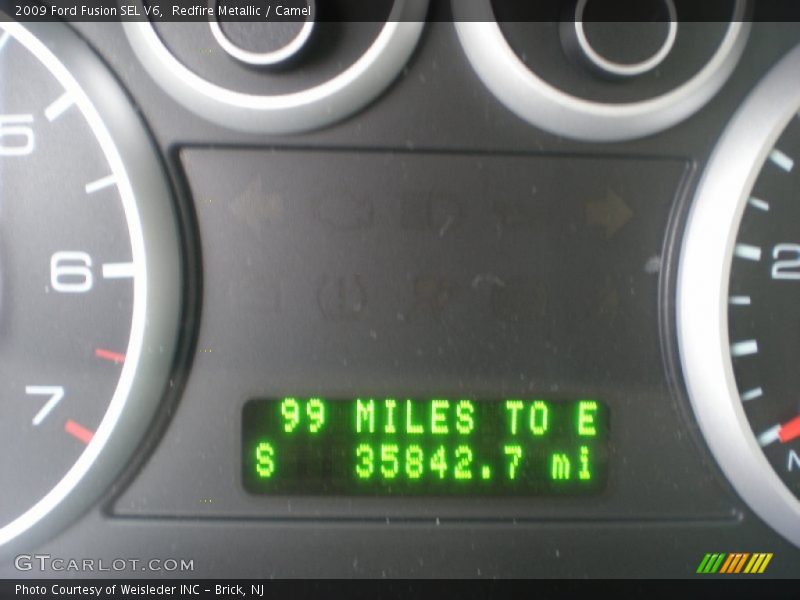 2009 Ford Fusion SEL V6, Redfire Metallic / Camel
5
6
7
2
99 MILES TO E
S 35842.7 mi
N
GTCARLOT.COM
Photo Courtesy of Weisleder INC - Brick, NJ